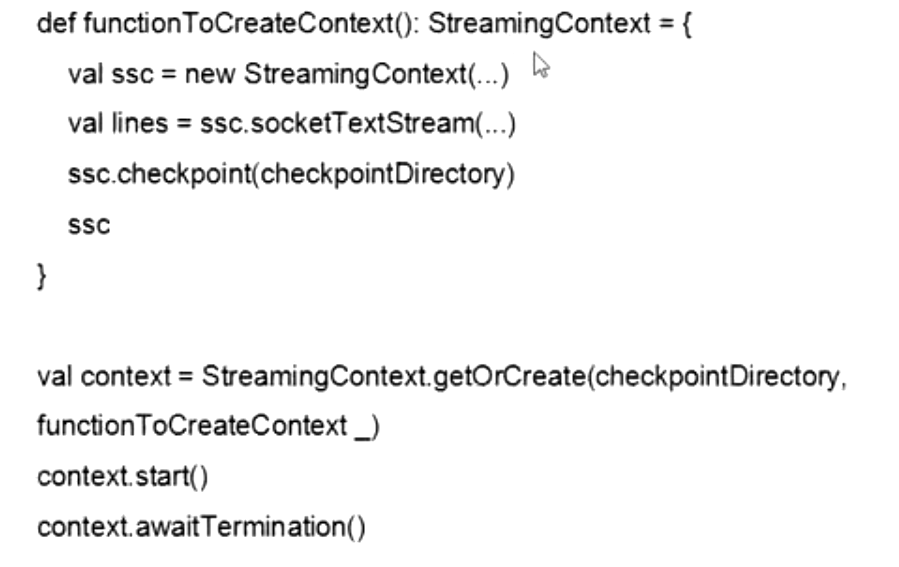 def functionToCreateContext(): StreamingContext = {
val ssc = new StreamingContext(...)
val lines = ssc.socketTextStream(...)
ssc.checkpoint(checkpointDirectory)
ssc
}
val context = StreamingContext.getOrCreate(checkpointDirectory,
functionToCreateContext _)
context.start()
context.awaitTermination()